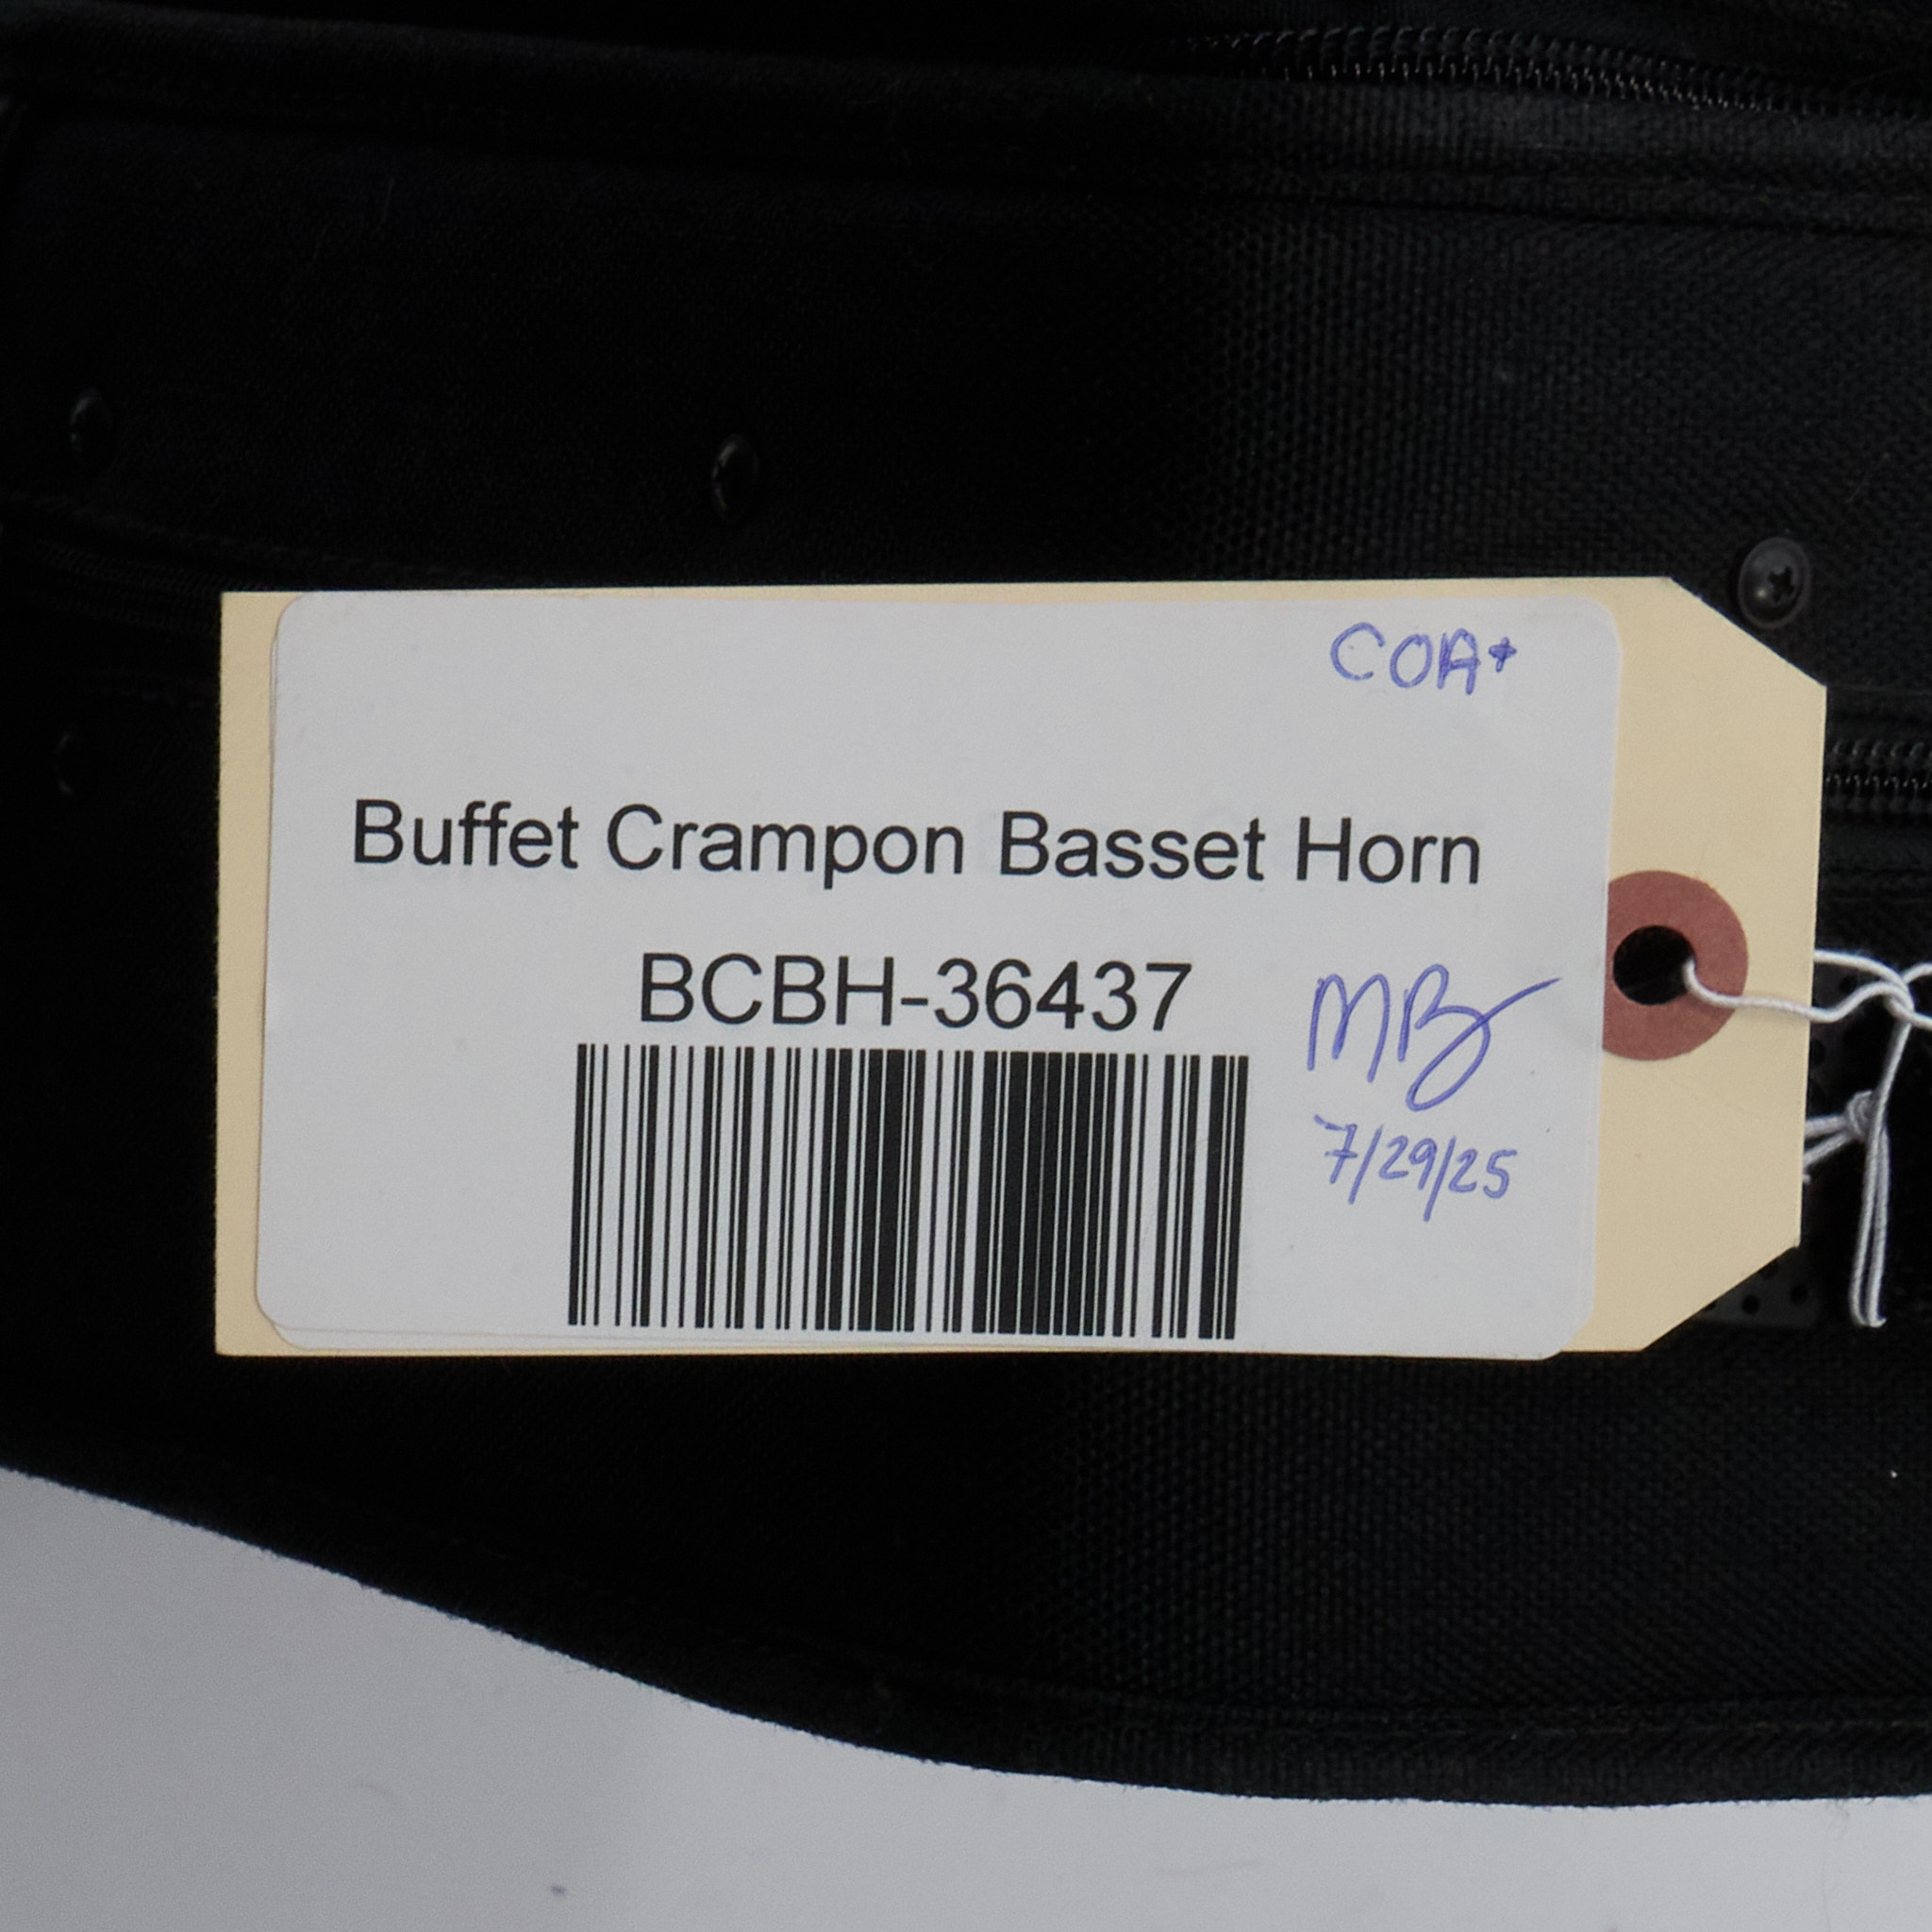 COA+
Buffet Crampon Basset Horn
BCBH-36437
MB
7/29/25